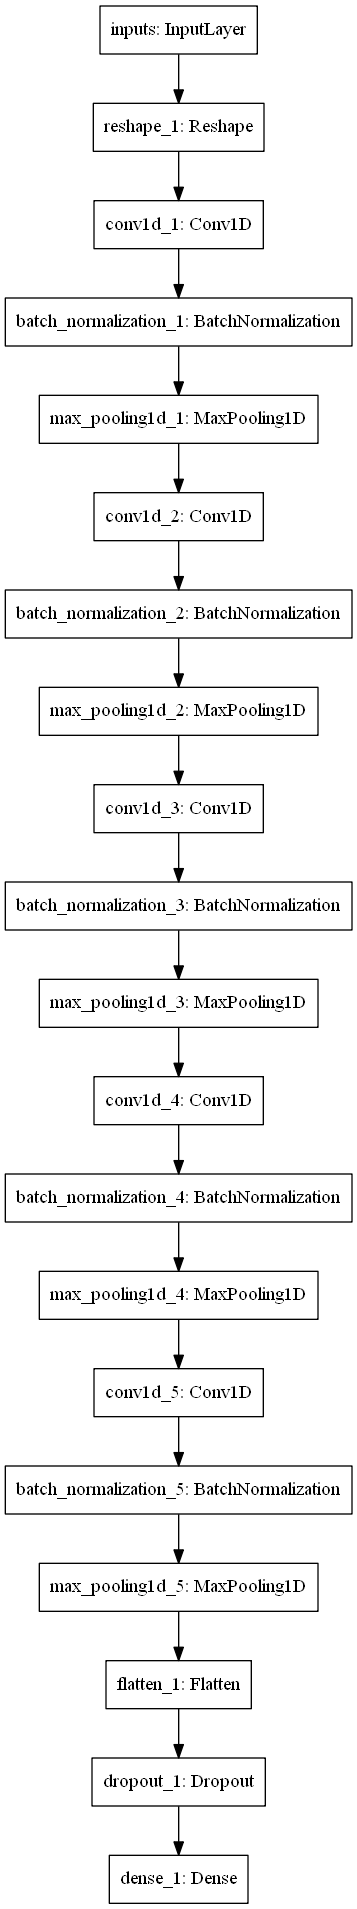 inputs: InputLayer
reshape_1: Reshape
conv1d_1: Conv1D
batch_normalization_1: BatchNormalization
max_pooling1d_1: MaxPooling1D
conv1d_2: Conv1D
batch_normalization_2: BatchNormalization
max_pooling1d_2: MaxPooling1D
conv1d_3: Conv1D
batch_normalization_3: BatchNormalization
max_pooling1d_3: MaxPooling1D
conv1d_4: Conv1D
batch_normalization_4: BatchNormalization
max_pooling1d_4: MaxPooling1D
conv1d_5: Conv1D
batch_normalization_5: BatchNormalization
max_pooling1d_5: MaxPooling1D
flatten_1: Flatten
dropout_1: Dropout
dense_1: Dense